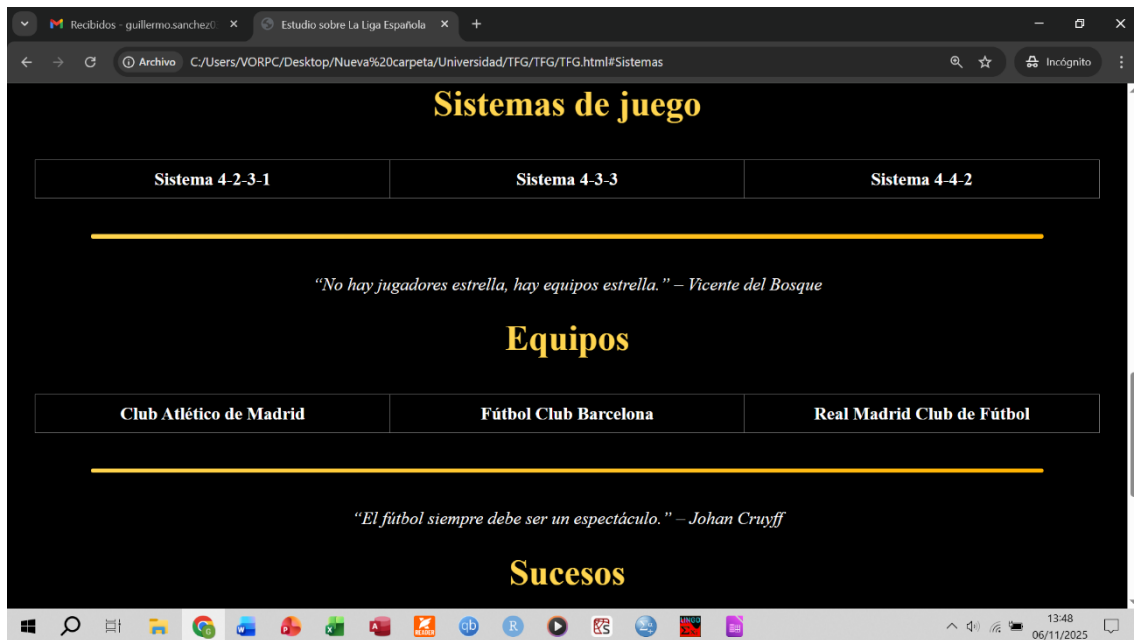 Recibidos - guillermo.sanchez0
Estudio sobre La Liga Española
Archivo C:/Users/VORPC/Desktop/Nueva%20carpeta/Universidad/TFG/TFG/TFG.html#Sistemas Incógnito
Sistemas de juego
Sistema 4-2-3-1 Sistema 4-3-3 Sistema 4-4-2
“No hay jugadores estrella, hay equipos estrella.” – Vicente del Bosque
Equipos
Club Atlético de Madrid Fútbol Club Barcelona Real Madrid Club de Fútbol
“El fútbol siempre debe ser un espectáculo.” – Johan Cruyff
Sucesos
13:48
06/11/2025